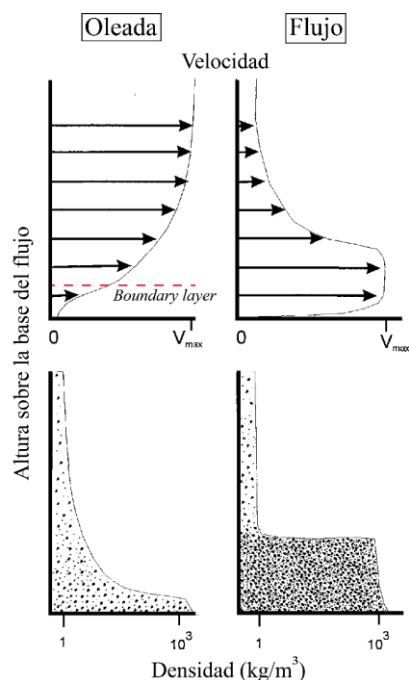 Oleada
Flujo
Velocidad
Altura sobre la base del flujo
Boundary layer
0
Vmax
0
Vmax
1
10³
1
10³
Densidad (kg/m³)